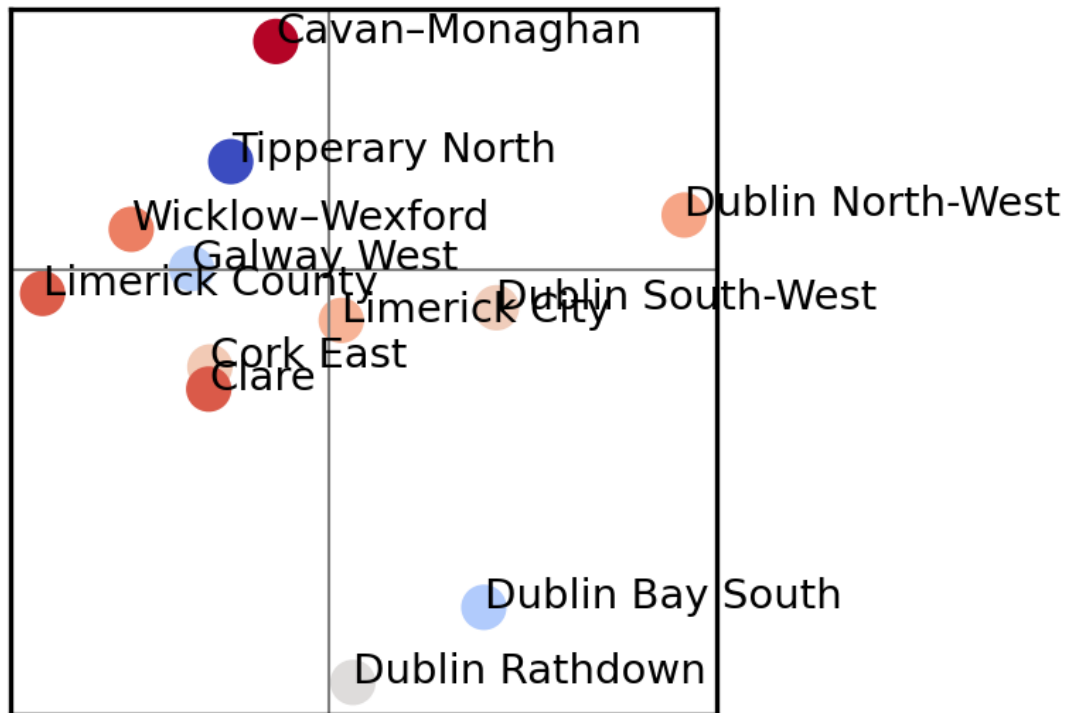 Cavan–Monaghan
Tipperary North
Dublin North-West
Wicklow–Wexford
Galway West
Limerick County
Dublin South-West
Limerick City
Cork East
Clare
Dublin Bay South
Dublin Rathdown